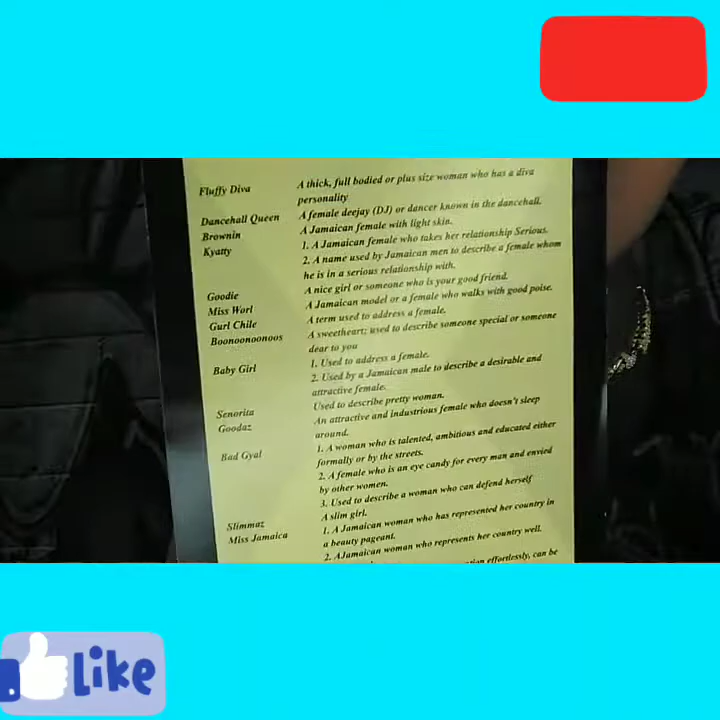 Fluffy Diva A thick, full bodied or plus size woman who has a diva
personality
Dancehall Queen A female deejay (DJ) or dancer known in the dancehall.
Brownin A Jamaican female with light skin.
Kyatty 1. A Jamaican female who takes her relationship Serious.
2. A name used by Jamaican men to describe a female whom
he is in a serious relationship with.
Goodie A nice girl or someone who is your good friend.
Miss Worl A Jamaican model or a female who walks with good poise.
Gurl Chile A term used to address a female.
Boonoonoonoos A sweetheart; used to describe someone special or someone
dear to you
Baby Girl 1. Used to address a female.
2. Used by a Jamaican male to describe a desirable and
attractive female.
Senorita Used to describe pretty woman.
Goodaz An attractive and industrious female who doesn't sleep
around.
Bad Gyal 1. A woman who is talented, ambitious and educated either
formally or by the streets.
2. A female who is an eye candy for every man and envied
by other women.
3. Used to describe a woman who can defend herself
Slimmaz A slim girl.
Miss Jamaica 1. A Jamaican woman who has represented her country in
a beauty pageant.
2. AJamaican woman who represents her country well.
effortlessly, can be
Like